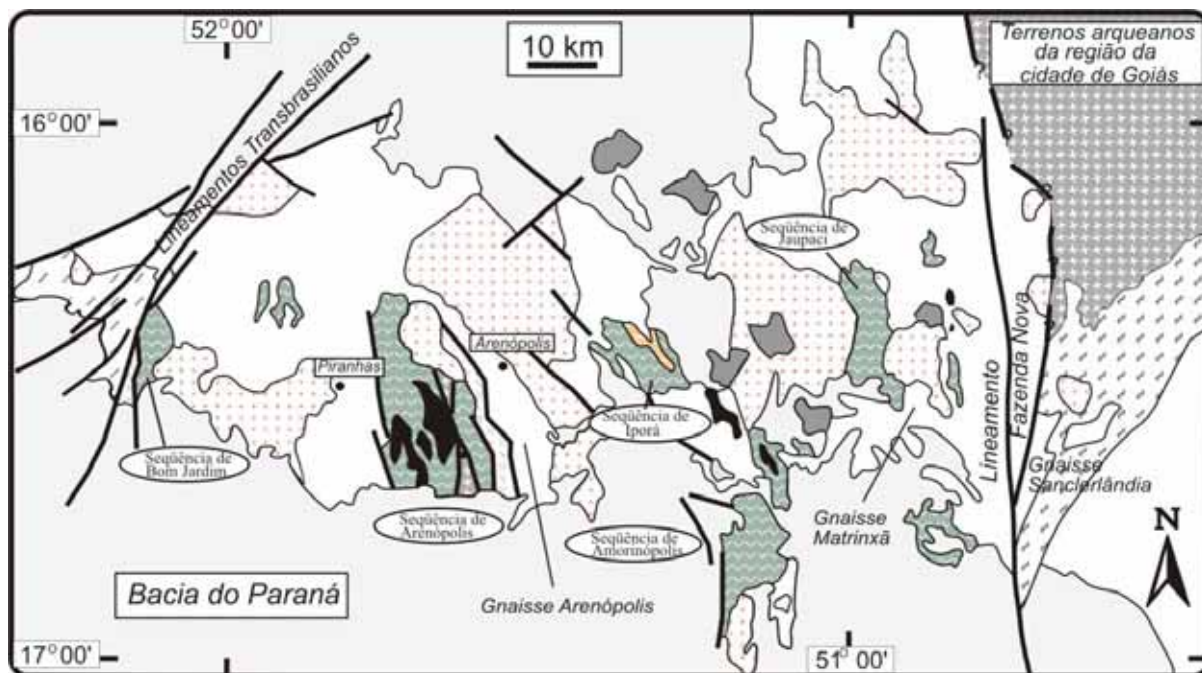 52°00'
10 km
Terrenos arqueanos
da região da
cidade de Goiàs
16°00'
Lineamentos Transbrasilianos
Seqüência de
Jaupaci
Arenópolis
Piranhas
Seqüência de
Iporá
Seqüência de
Bom Jardim
Lineamento
Fazenda Nova
Gnaisse
Sanclerlândia
Seqüência de
Arenópolis
Seqüência de
Amorinópolis
Gnaisse
Matrinxã
N
Bacia do Paraná
Gnaisse Arenópolis
17°00'
51°00'